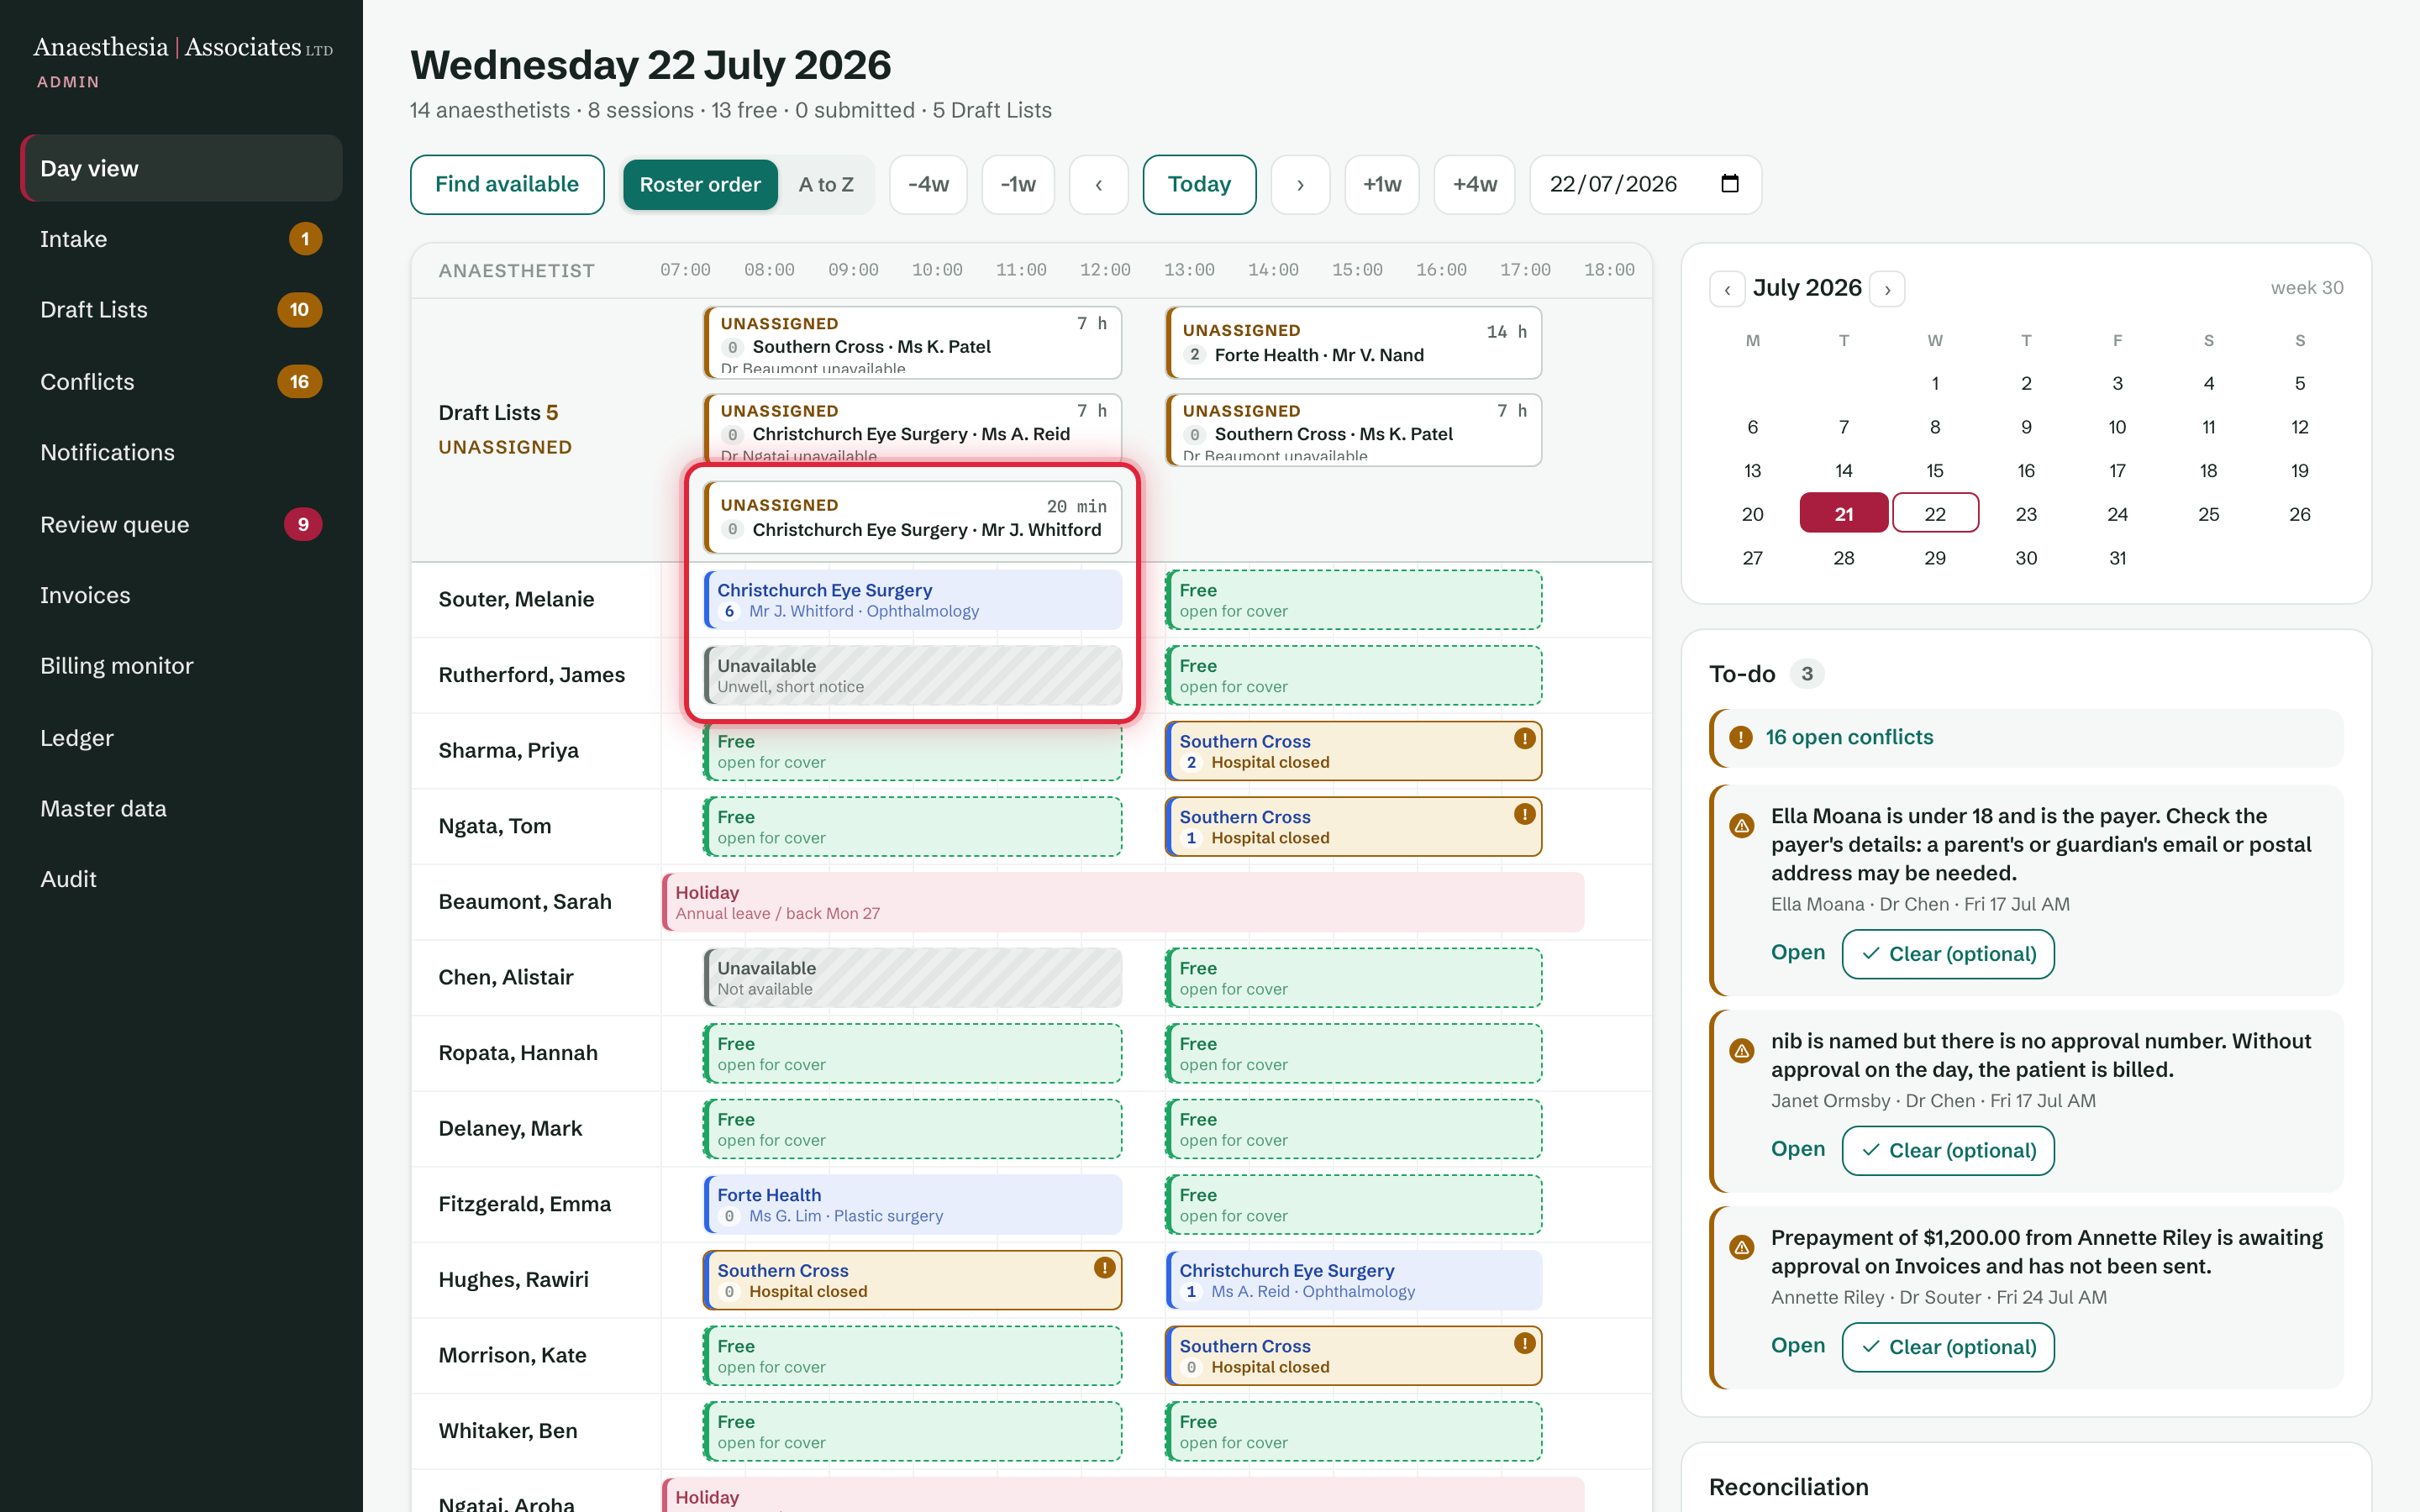 Anaesthesia | Associates LTD
ADMIN
Day view
Intake 1
Draft Lists 10
Conflicts 16
Notifications
Review queue 9
Invoices
Billing monitor
Ledger
Master data
Audit
Wednesday 22 July 2026
14 anaesthetists · 8 sessions · 13 free · 0 submitted · 5 Draft Lists
Find available Roster order A to Z -4w -1w ‹ Today › +1w +4w 22/07/2026
ANAESTHETIST 07:00 08:00 09:00 10:00 11:00 12:00 13:00 14:00 15:00 16:00 17:00 18:00
Draft Lists 5
UNASSIGNED
UNASSIGNED 7 h
0 Southern Cross · Ms K. Patel
Dr Beaumont unavailable
UNASSIGNED 14 h
2 Forte Health · Mr V. Nand
UNASSIGNED 7 h
0 Christchurch Eye Surgery · Ms A. Reid
Dr Ngatai unavailable
UNASSIGNED 7 h
0 Southern Cross · Ms K. Patel
Dr Beaumont unavailable
UNASSIGNED 20 min
0 Christchurch Eye Surgery · Mr J. Whitford
Souter, Melanie
Christchurch Eye Surgery
6 Mr J. Whitford · Ophthalmology
Free
open for cover
Rutherford, James
Unavailable
Unwell, short notice
Free
open for cover
Sharma, Priya
Free
open for cover
Southern Cross !
2 Hospital closed
Ngata, Tom
Free
open for cover
Southern Cross !
1 Hospital closed
Beaumont, Sarah
Holiday
Annual leave / back Mon 27
Chen, Alistair
Unavailable
Not available
Free
open for cover
Ropata, Hannah
Free
open for cover
Free
open for cover
Delaney, Mark
Free
open for cover
Free
open for cover
Fitzgerald, Emma
Forte Health
0 Ms G. Lim · Plastic surgery
Free
open for cover
Hughes, Rawiri
Southern Cross !
0 Hospital closed
Christchurch Eye Surgery
1 Ms A. Reid · Ophthalmology
Morrison, Kate
Free
open for cover
Southern Cross !
0 Hospital closed
Whitaker, Ben
Free
open for cover
Free
open for cover
Ngatai, Aroha
Holiday
‹ July 2026 › week 30
M T W T F S S
1 2 3 4 5
6 7 8 9 10 11 12
13 14 15 16 17 18 19
20 21 22 23 24 25 26
27 28 29 30 31
To-do 3
! 16 open conflicts
Ella Moana is under 18 and is the payer. Check the
payer's details: a parent's or guardian's email or postal
address may be needed.
Ella Moana · Dr Chen · Fri 17 Jul AM
Open ✓ Clear (optional)
nib is named but there is no approval number. Without
approval on the day, the patient is billed.
Janet Ormsby · Dr Chen · Fri 17 Jul AM
Open ✓ Clear (optional)
Prepayment of $1,200.00 from Annette Riley is awaiting
approval on Invoices and has not been sent.
Annette Riley · Dr Souter · Fri 24 Jul AM
Open ✓ Clear (optional)
Reconciliation